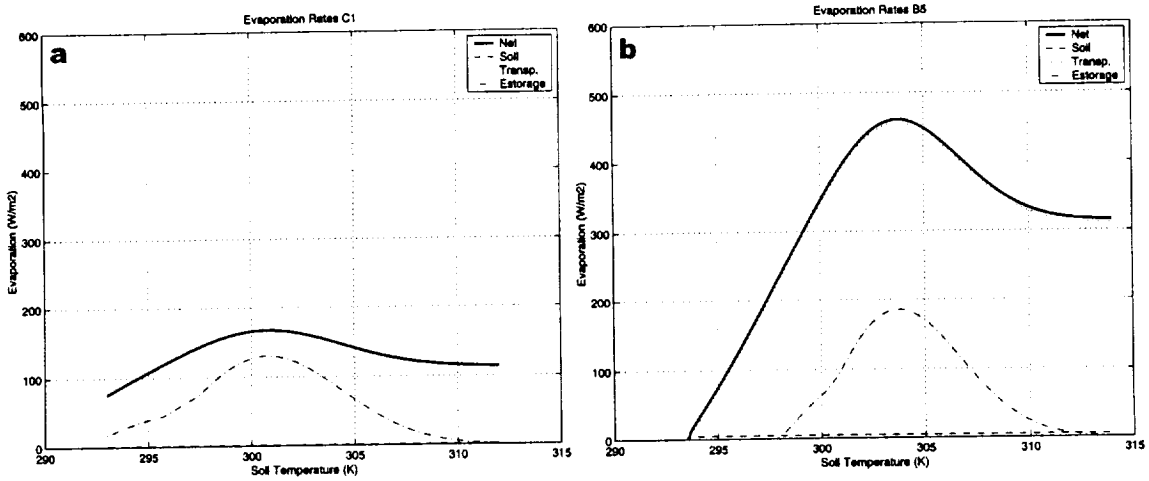 Evaporation Rates C1
a
Net
Soil
Transp.
Estorage
600
500
400
300
200
100
0
Evaporation (W/m2)
290
295
300
305
310
315
Soil Temperature (K)
Evaporation Rates B5
b
Net
Soil
Transp.
Estorage
600
500
400
300
200
100
0
Evaporation (W/m2)
290
295
300
305
310
315
Soil Temperature (K)